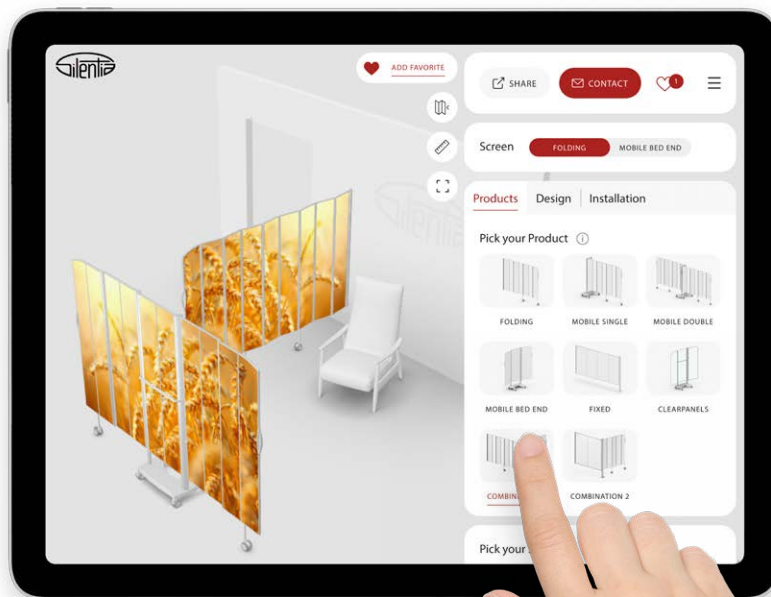 Silentia
ADD FAVORITE
SHARE
CONTACT
1
Screen
FOLDING
MOBILE BED END
Products
Design
Installation
Pick your Product
FOLDING
MOBILE SINGLE
MOBILE DOUBLE
MOBILE BED END
FIXED
CLEARPANELS
COMBINATION 2
Pick your